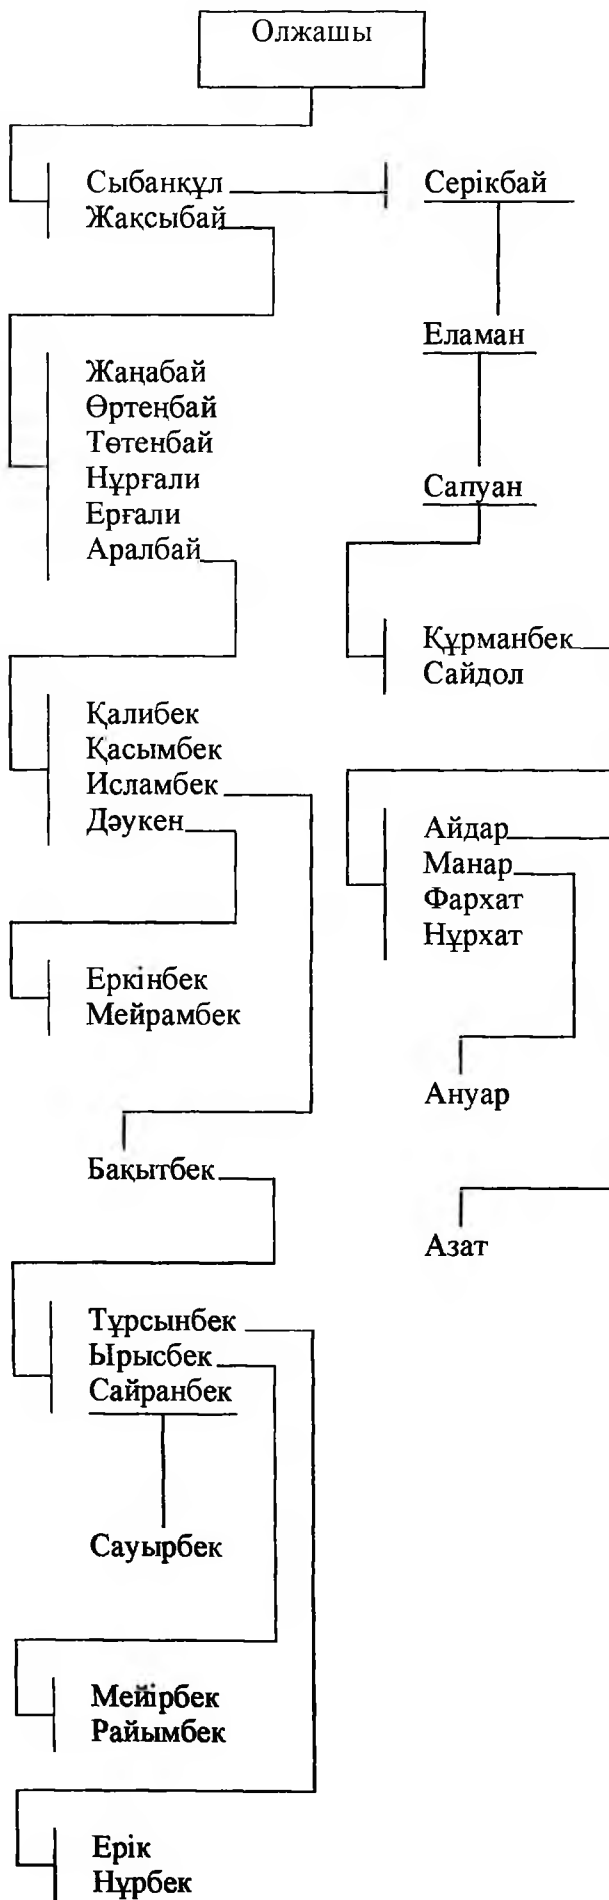 Олжашы
Сыбанқұл
Жақсыбай
Серікбай
Еламан
Сапуан
Құрманбек
Сайдол
Айдар
Манар
Фархат
Нұрхат
Ануар
Азат
Жаңабай
Өртеңбай
Төтенбай
Нұрғали
Ерғали
Аралбай
Қалибек
Қасымбек
Исламбек
Дәукен
Еркінбек
Мейрамбек
Бақытбек
Тұрсынбек
Ырысбек
Сайранбек
Сауырбек
Мейірбек
Райымбек
Ерік
Нұрбек